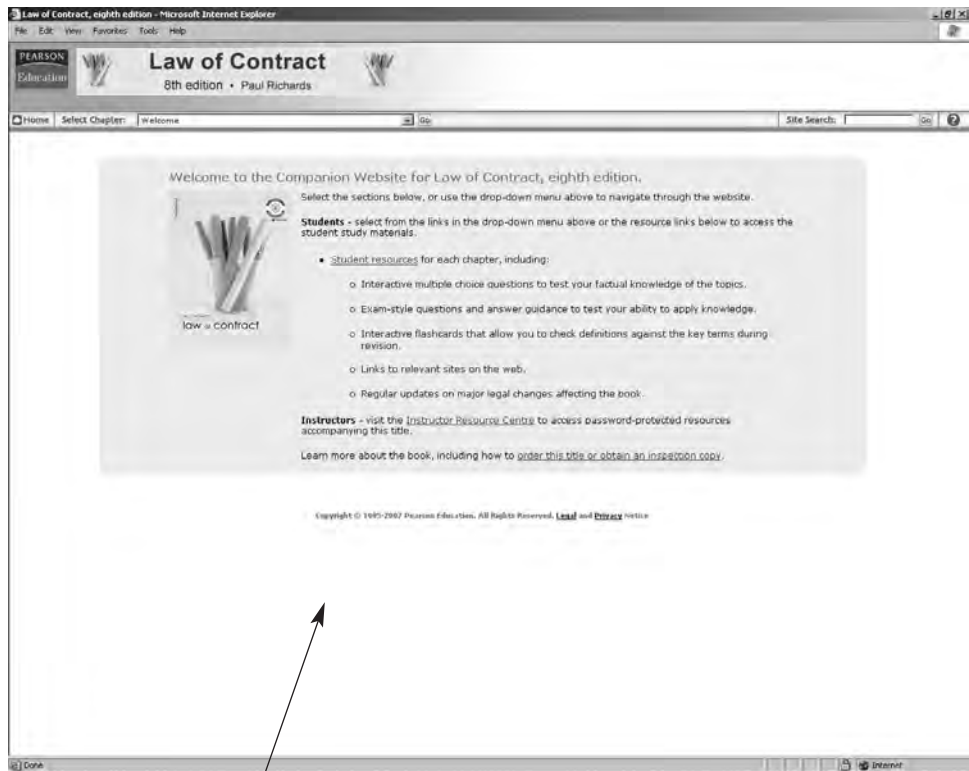 Law of Contract, eighth edition - Microsoft Internet Explorer
File Edit View Favorites Tools Help
PEARSON
Education
Law of Contract
8th edition • Paul Richards
Home Select Chapter: Welcome Go Site Search: Go ?
Welcome to the Companion Website for Law of Contract, eighth edition.
Select the sections below, or use the drop-down menu above to navigate through the website.
Students - select from the links in the drop-down menu above or the resource links below to access the
student study materials.
• Student resources for each chapter, including:
o Interactive multiple choice questions to test your factual knowledge of the topics.
o Exam-style questions and answer guidance to test your ability to apply knowledge.
o Interactive flashcards that allow you to check definitions against the key terms during
revision.
o Links to relevant sites on the web.
o Regular updates on major legal changes affecting the book.
law of contract
Instructors - visit the Instructor Resource Centre to access password-protected resources
accompanying this title.
Learn more about the book, including how to order this title or obtain an inspection copy.
Copyright © 1995-2007 Pearson Education. All Rights Reserved. Legal and Privacy Notice
Done Internet